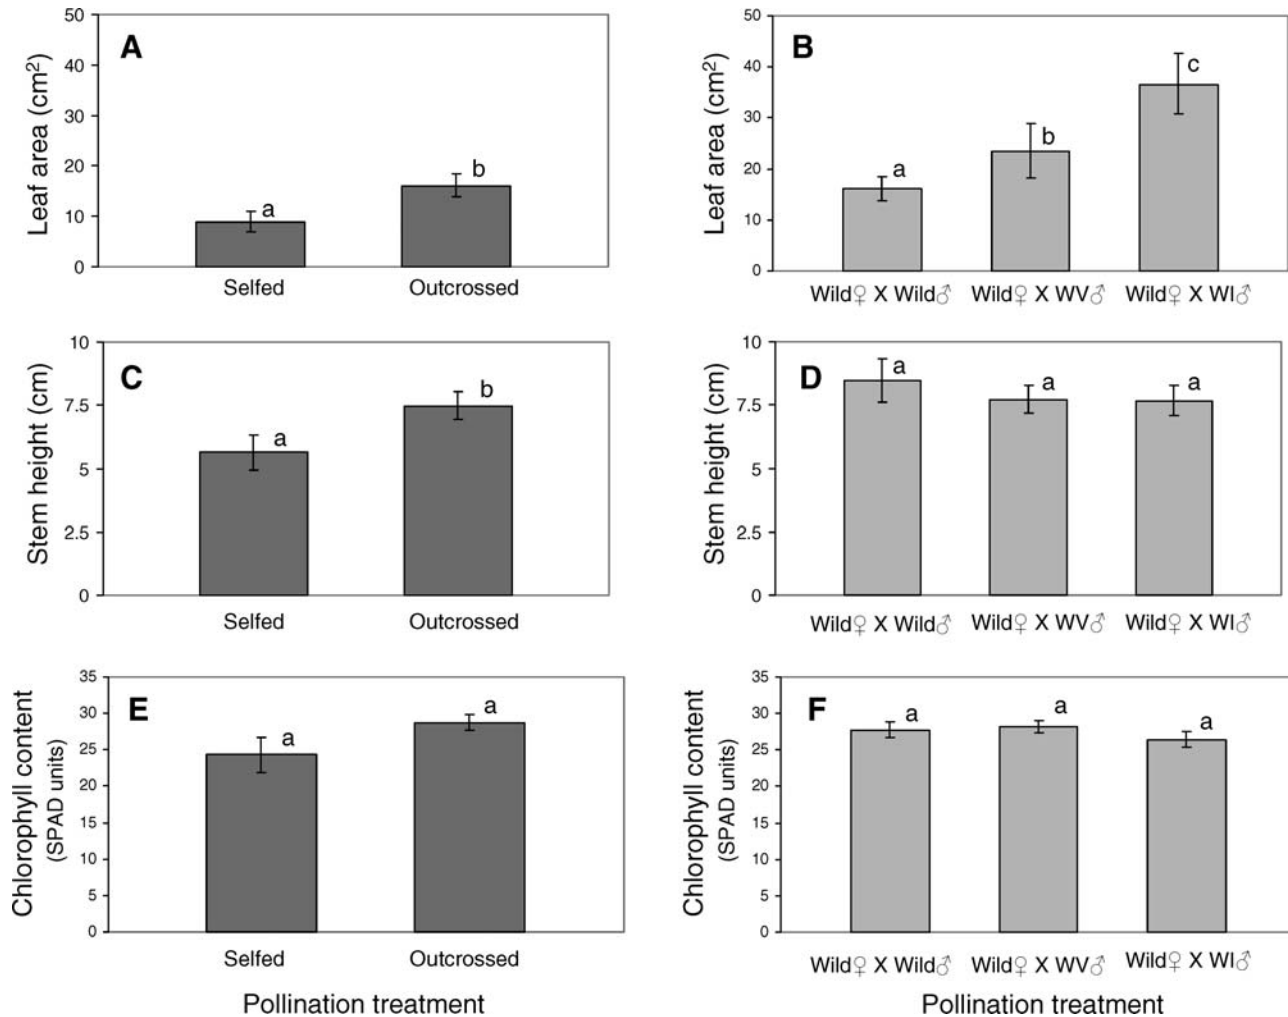 A
Leaf area (cm²)
50
40
30
20
10
0
a
b
Selfed
Outcrossed
B
Leaf area (cm²)
50
40
30
20
10
0
a
b
c
Wild♀ X Wild♂
Wild♀ X WV♂
Wild♀ X WI♂
C
Stem height (cm)
10
7.5
5
2.5
0
a
b
Selfed
Outcrossed
D
Stem height (cm)
10
7.5
5
2.5
0
a
a
a
Wild♀ X Wild♂
Wild♀ X WV♂
Wild♀ X WI♂
E
Chlorophyll content
(SPAD units)
35
30
25
20
15
10
5
0
a
a
Selfed
Outcrossed
Pollination treatment
F
Chlorophyll content
(SPAD units)
35
30
25
20
15
10
5
0
a
a
a
Wild♀ X Wild♂
Wild♀ X WV♂
Wild♀ X WI♂
Pollination treatment